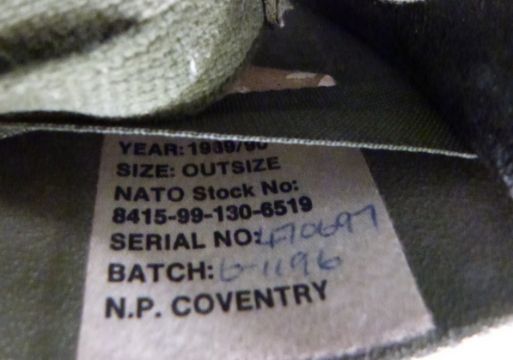 YEAR: 1989/90
SIZE: OUTSIZE
NATO Stock No:
8415-99-130-6519
SERIAL NO: 470697
BATCH: 6-1196
N.P. COVENTRY